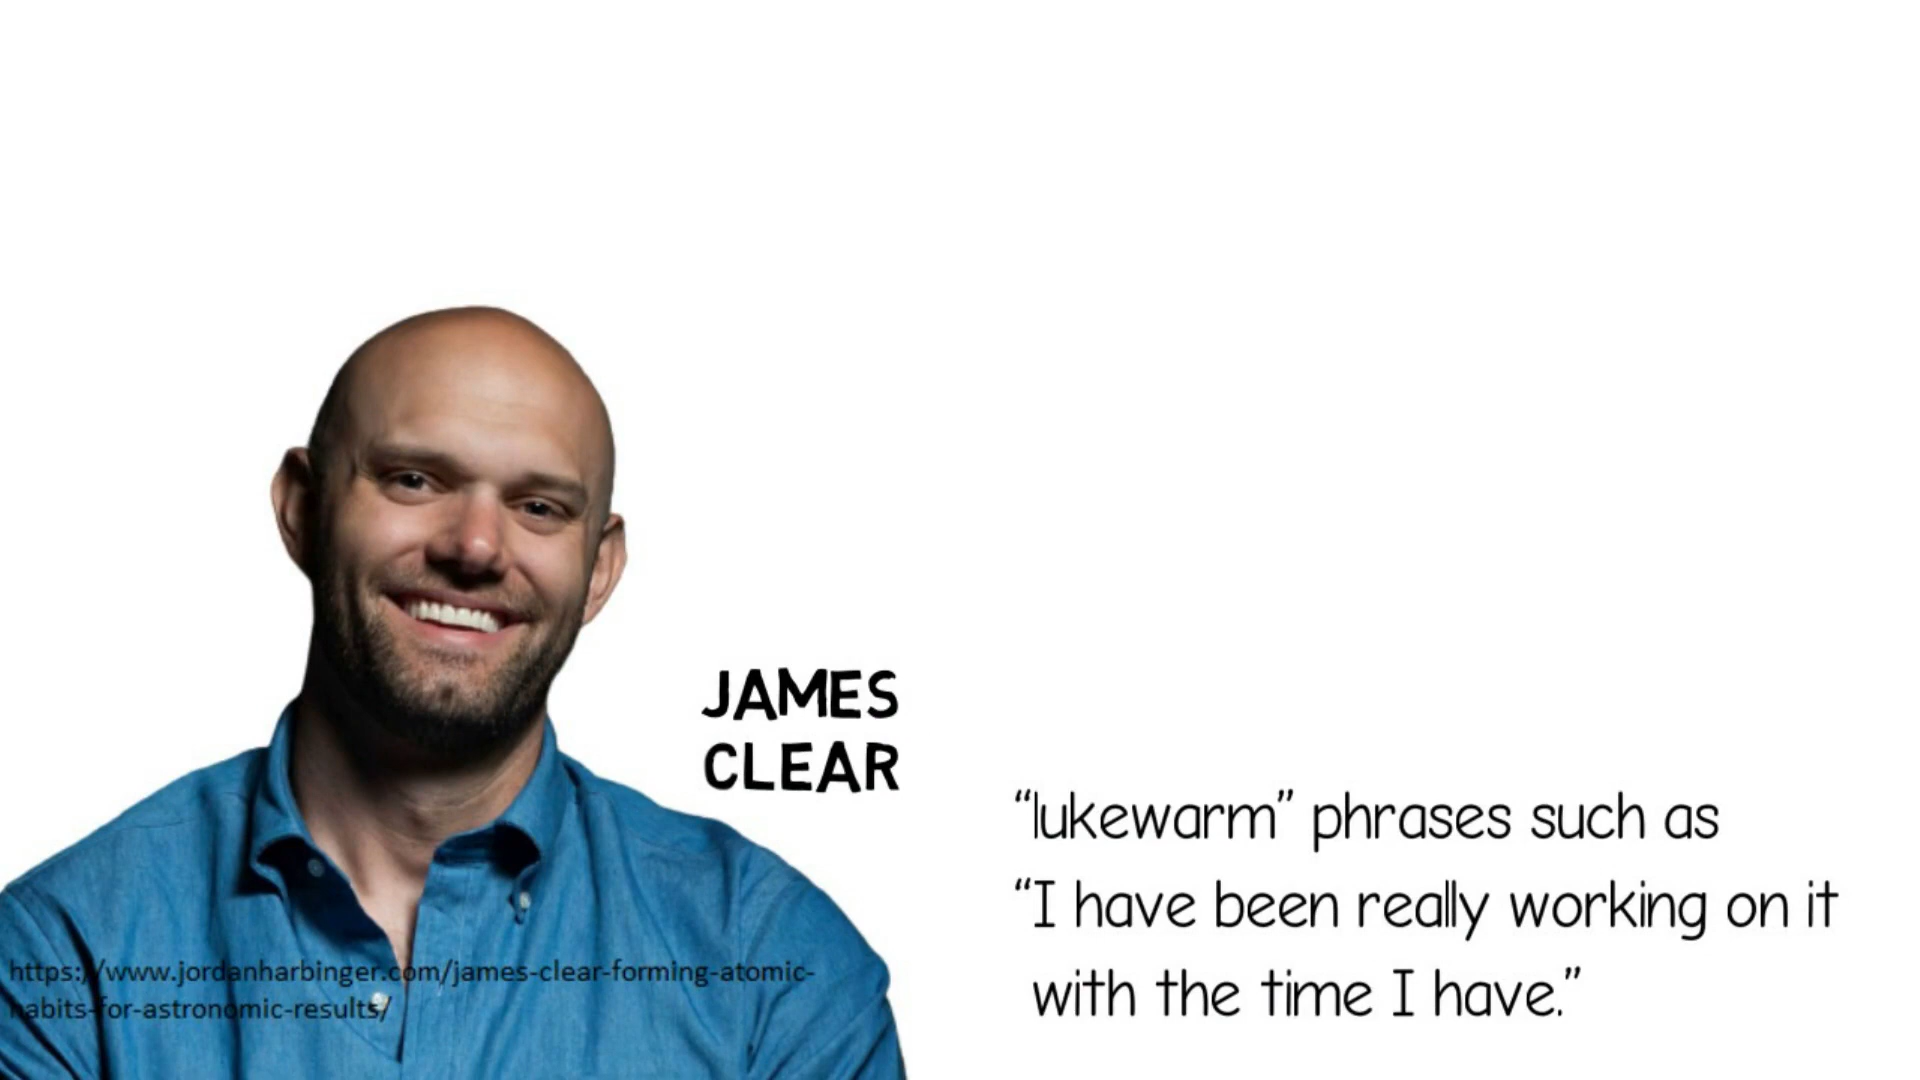 JAMES
CLEAR
“lukewarm” phrases such as
“I have been really working on it
with the time I have.”
https://www.jordanharbinger.com/james-clear-forming-atomic-
habits-for-astronomic-results/